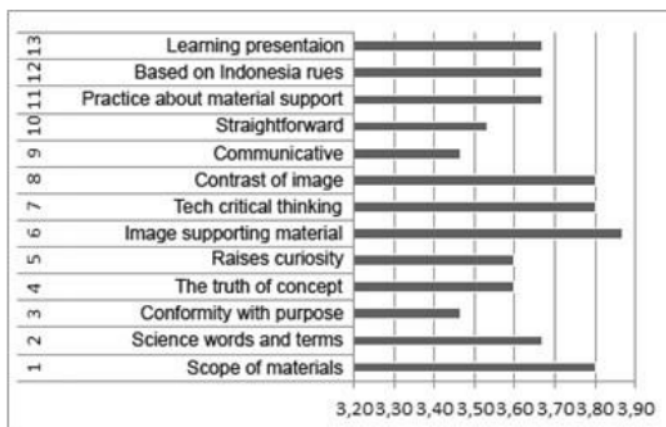 13 Learning presentaion
12 Based on Indonesia rues
11 Practice about material support
10 Straightforward
9 Communicative
8 Contrast of image
7 Tech critical thinking
6 Image supporting material
5 Raises curiosity
4 The truth of concept
3 Conformity with purpose
2 Science words and terms
1 Scope of materials
3,20 3,30 3,40 3,50 3,60 3,70 3,80 3,90